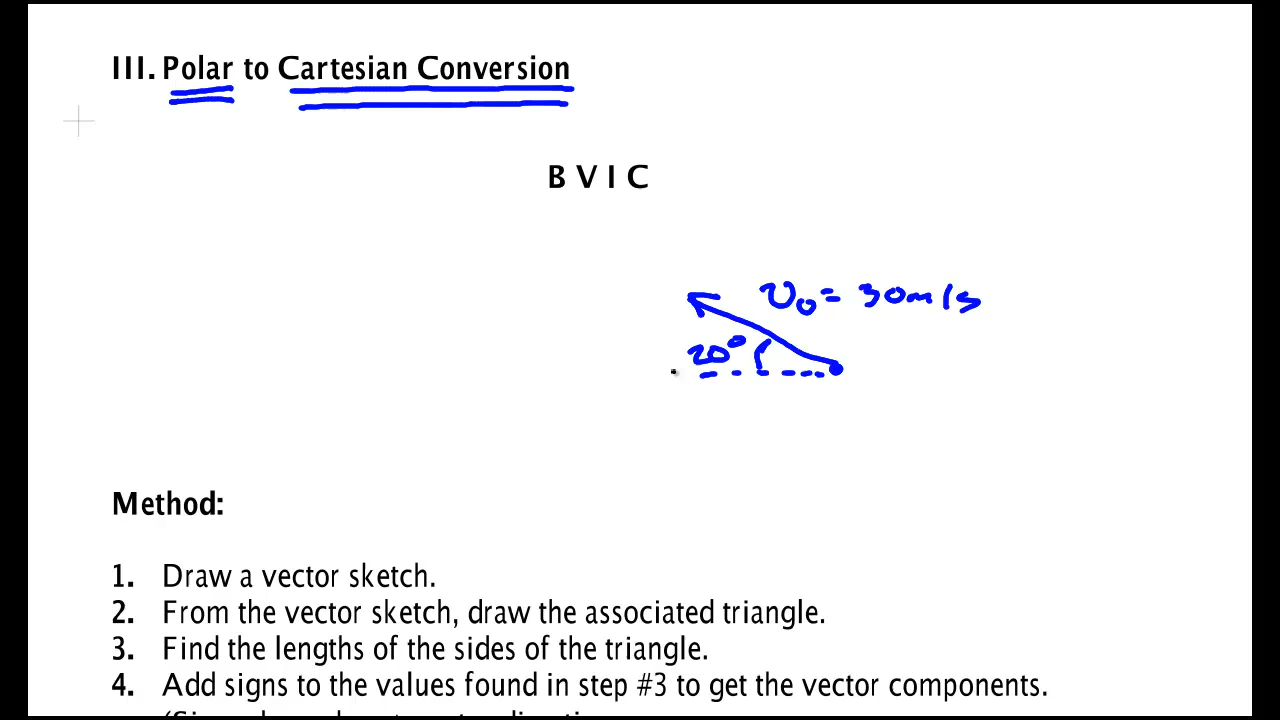 III. Polar to Cartesian Conversion
B V I C
v₀ = 30m/s
20°
Method:
1. Draw a vector sketch.
2. From the vector sketch, draw the associated triangle.
3. Find the lengths of the sides of the triangle.
4. Add signs to the values found in step #3 to get the vector components.